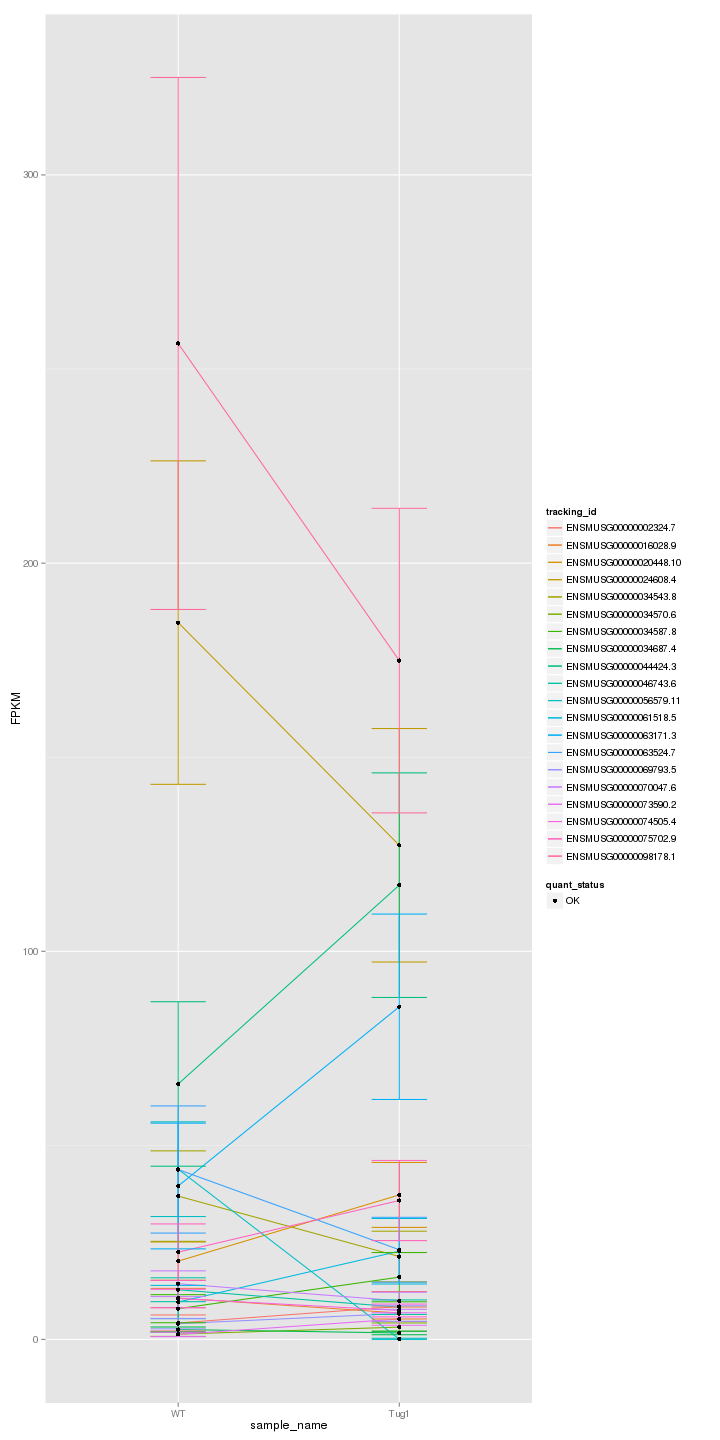 300
200
100
0
FPKM
WT
Tug1
sample_name
tracking_id
ENSMUSG00000002324.7
ENSMUSG00000016028.9
ENSMUSG00000020448.10
ENSMUSG00000024608.4
ENSMUSG00000034543.8
ENSMUSG00000034570.6
ENSMUSG00000034587.8
ENSMUSG00000034687.4
ENSMUSG00000044424.3
ENSMUSG00000046743.6
ENSMUSG00000056579.11
ENSMUSG00000061518.5
ENSMUSG00000063171.3
ENSMUSG00000063524.7
ENSMUSG00000069793.5
ENSMUSG00000070047.6
ENSMUSG00000073590.2
ENSMUSG00000074505.4
ENSMUSG00000075702.9
ENSMUSG00000098178.1
quant_status
OK